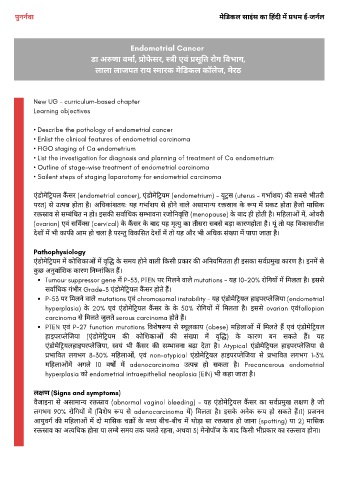 पुनर्नवा
मेडिकल साइंस का हिंदी में प्रथम ई-जर्नल
Endometrial Cancer
डा अरुणा वर्मा, प्रोफेसर, स्त्री एवं प्रसूति रोग विभाग,
लाला लाजपत राय स्मारक मेडिकल कॉलेज, मेरठ
New UG - curriculum-based chapter
Learning objectives
• Describe the pathology of endometrial cancer
• Enlist the clinical features of endometrial carcinoma
• FIGO staging of Ca endometrium
• List the investigation for diagnosis and planning of treatment of Ca endometrium
• Outline of stage-wise treatment of endometrial carcinoma
• Sailent steps of staging laparotomy for endometrial carcinoma
एंडोमेट्रियल कैंसर (endometrial cancer), एंडोमेट्रियम (endometrium) - यूट्रस (uterus - गर्भाशय) की सबसे भीतरी
परत) से उत्पन्न होता है। अधिकांशतः यह गर्भाशय से होने वाले असामान्य रक्तस्राव के रूप में प्रकट होता हैजो मासिक
रक्तस्राव से सम्बंधित न हो। इसकी सर्वाधिक सम्भावना रजोनिवृत्ति (menopause) के बाद ही होती है। महिलाओं में, ओवरी
(ovarian) एवं सर्विक्स (cervical) के कैंसर के बाद यह मृत्यु का तीसरा सबसे बड़ा कारणहोता है। यूं तो यह विकासशील
देशों में भी काफी आम हो चला है परन्तु विकसित देशों में तो यह और भी अधिक संख्या में पाया जाता है।
Pathophysiology
एंडोमेट्रियम में कोशिकाओं में वृद्धि के समय होने वाली किसी प्रकार की अनियमितता ही इसका सर्वप्रमुख कारण है। इनमें से
कुछ अनुवांशिक कारण निम्नांकित हैं।
• Tumour suppressor gene में P-53, PTEN पर मिलने वाले mutations - यह 10-20% रोगियों में मिलता है। इससे
सर्वाधिक गंभीर Grade-3 एंडोमेट्रियल कैंसर होते हैं।
• P-53 पर मिलने वाले mutations एवं chromosomal instability - यह एंडोमेट्रियल हाइपरप्लेज़िया (endometrial
hyperplasia) के 20% एवं एंडोमेट्रियल कैंसर के के 50% रोगियों में मिलता है। इससे ovarian एवंfallopian
carcinoma से मिलते जुलते serous carcinoma होते हैं।
• PTEN एवं P-27 function mutations विशेषरूप से स्थूलकाय (obese) महिलाओं में मिलते हैं एवं एंडोमेट्रियल
हाइपरप्लेज़िया (एंडोमेट्रियम की कोशिकाओं की संख्या में वृद्धि) के कारण बन सकते हैं। यह
एंडोमेट्रियलहाइपरप्लेज़िया, स्वयं भी कैंसर की सम्भावना बढ़ा देता है। Atypical एंडोमेट्रियल हाइपरप्लेज़िया से
प्रभावित लगभग 8-30% महिलाओं, एवं non-atypical एंडोमेट्रियल हाइपरप्लेज़िया से प्रभावित लगभग 1-3%
महिलाओंमें अगले 10 वर्षों में adenocarcinoma उत्पन्न हो सकता है। Precancerous endometrial
hyperplasia को endometrial intraepithelial neoplasia (EIN) भी कहा जाता है।
लक्षण (Signs and symptoms)
वैजाइना से असामान्य रक्तस्राव (abnormal vaginal bleeding) - यह एंडोमेट्रियल कैंसर का सर्वप्रमुख लक्षण है जो
लगभग 90% रोगियों में (विशेष रूप से adenocarcinoma में) मिलता है। इसके अनेक रूप हो सकते हैं।1) प्रजनन
आयुवर्ग की महिलाओं में दो मासिक चक्रों के मध्य बीच-बीच में थोड़ा सा रक्तस्राव हो जाना (spotting) या 2) मासिक
रक्तस्राव का अत्यधिक होना या लम्बे समय तक चलते रहना, अथवा 3) मेनोपॉज़ के बाद किसी भीप्रकार का रक्तस्राव होना।